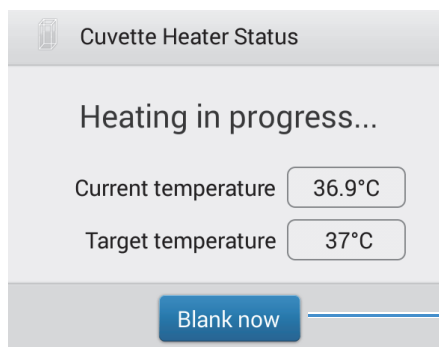 Cuvette Heater Status
Heating in progress...
Current temperature 36.9°C
Target temperature 37°C
Blank now